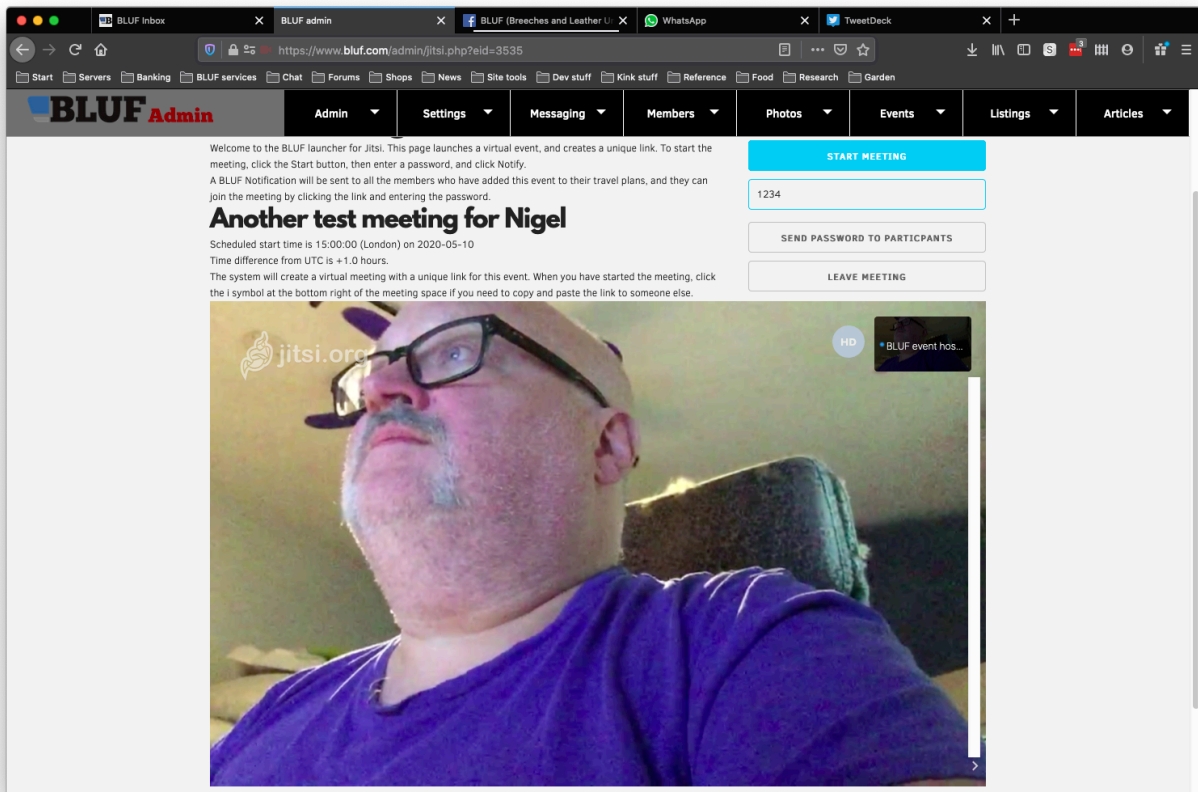 BLUF Inbox
BLUF admin
BLUF (Breeches and Leather Un
WhatsApp
TweetDeck
https://www.bluf.com/admin/jitsi.php?eid=3535
3
Start Servers Banking BLUF services Chat Forums Shops News Site tools Dev stuff Kink stuff Reference Food Research Garden
BLUF Admin
Admin Settings Messaging Members Photos Events Listings Articles
Welcome to the BLUF launcher for Jitsi. This page launches a virtual event, and creates a unique link. To start the
meeting, click the Start button, then enter a password, and click Notify.
A BLUF Notification will be sent to all the members who have added this event to their travel plans, and they can
join the meeting by clicking the link and entering the password.
Another test meeting for Nigel
Scheduled start time is 15:00:00 (London) on 2020-05-10
Time difference from UTC is +1.0 hours.
The system will create a virtual meeting with a unique link for this event. When you have started the meeting, click
the i symbol at the bottom right of the meeting space if you need to copy and paste the link to someone else.
START MEETING
1234
SEND PASSWORD TO PARTICPANTS
LEAVE MEETING
jitsi.org
HD
BLUF event hos...